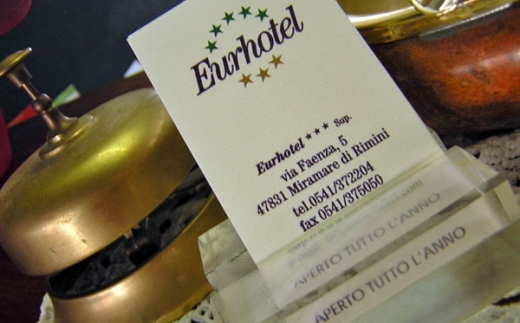 Eurhotel
Eurhotel *** Sup.
via Faenza, 5
47831 Miramare di Rimini
tel.0541/372204
fax 0541/375050
APERTO TUTTO L'ANNO
APERTO TUTTO L'ANNO